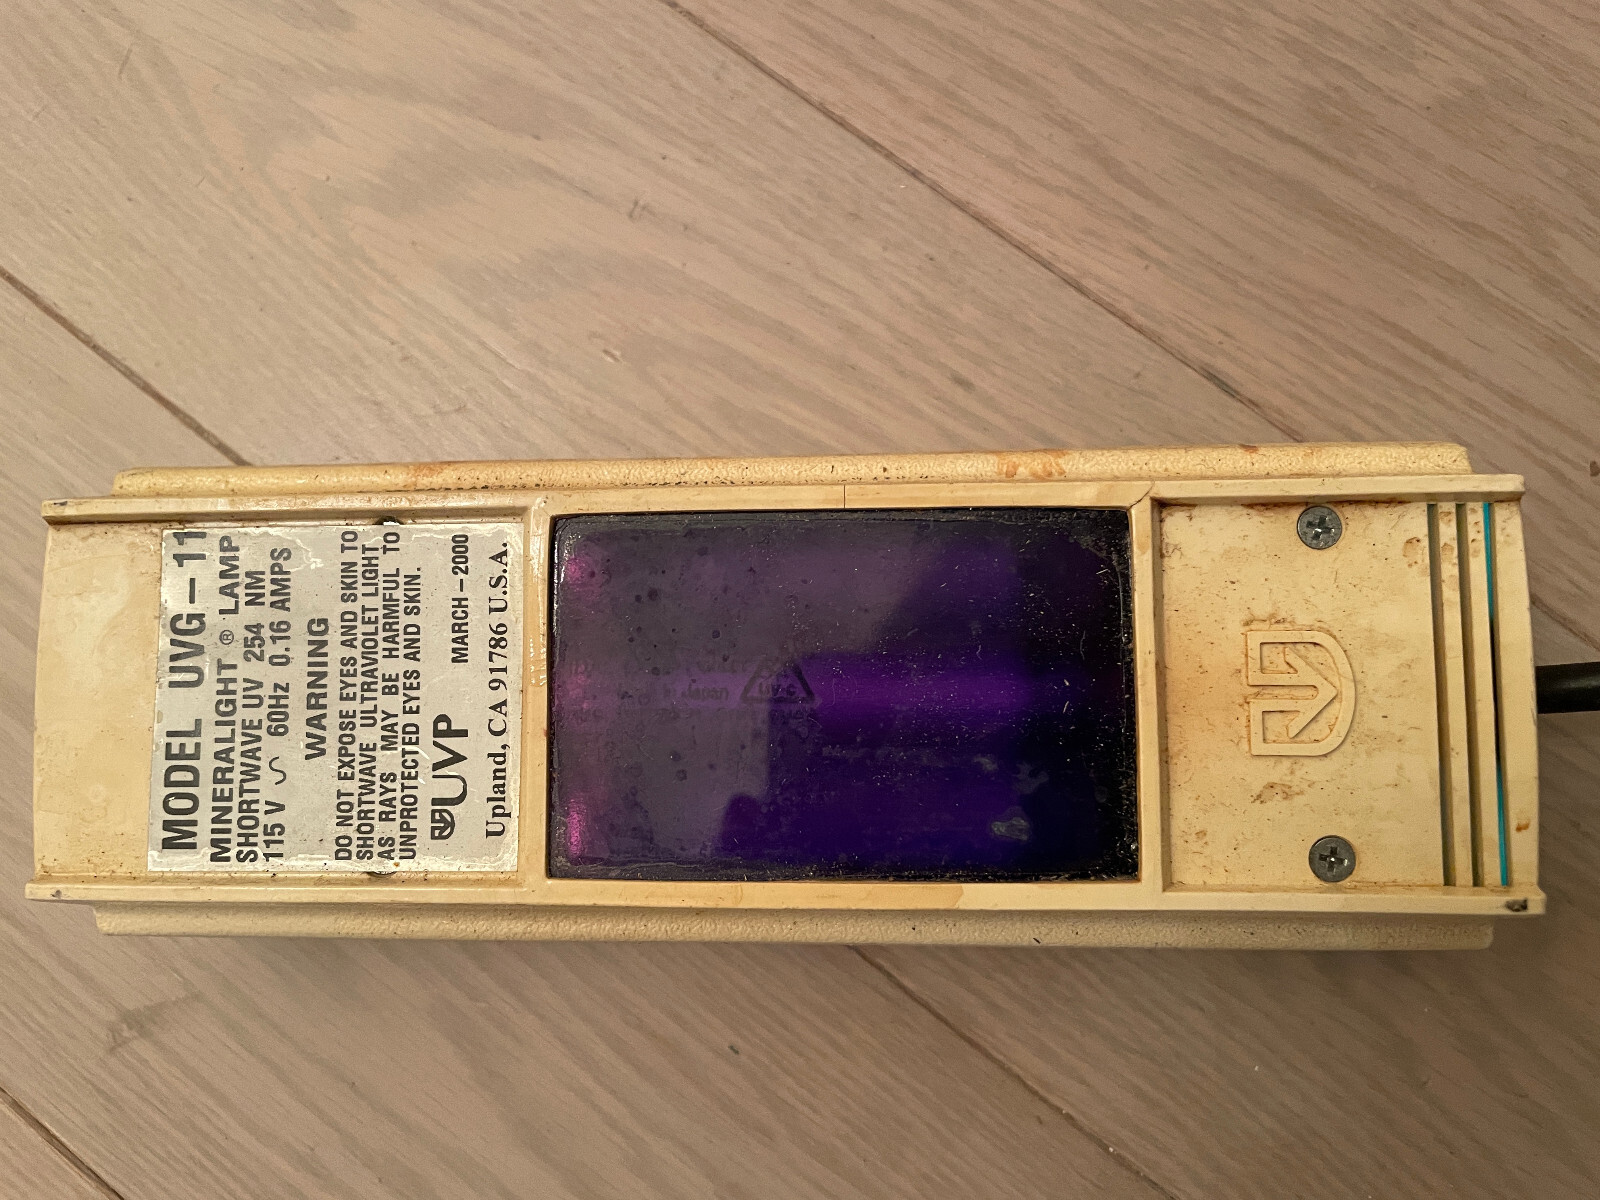 MODEL UVG-11
MINERALIGHT ® LAMP
SHORTWAVE UV 254 NM
115 V ∿ 60Hz 0.16 AMPS
WARNING
DO NOT EXPOSE EYES AND SKIN TO
SHORTWAVE ULTRAVIOLET LIGHT
AS RAYS MAY BE HARMFUL TO
UNPROTECTED EYES AND SKIN.
UVP MARCH-2000
Upland, CA 91786 U.S.A.
Japan